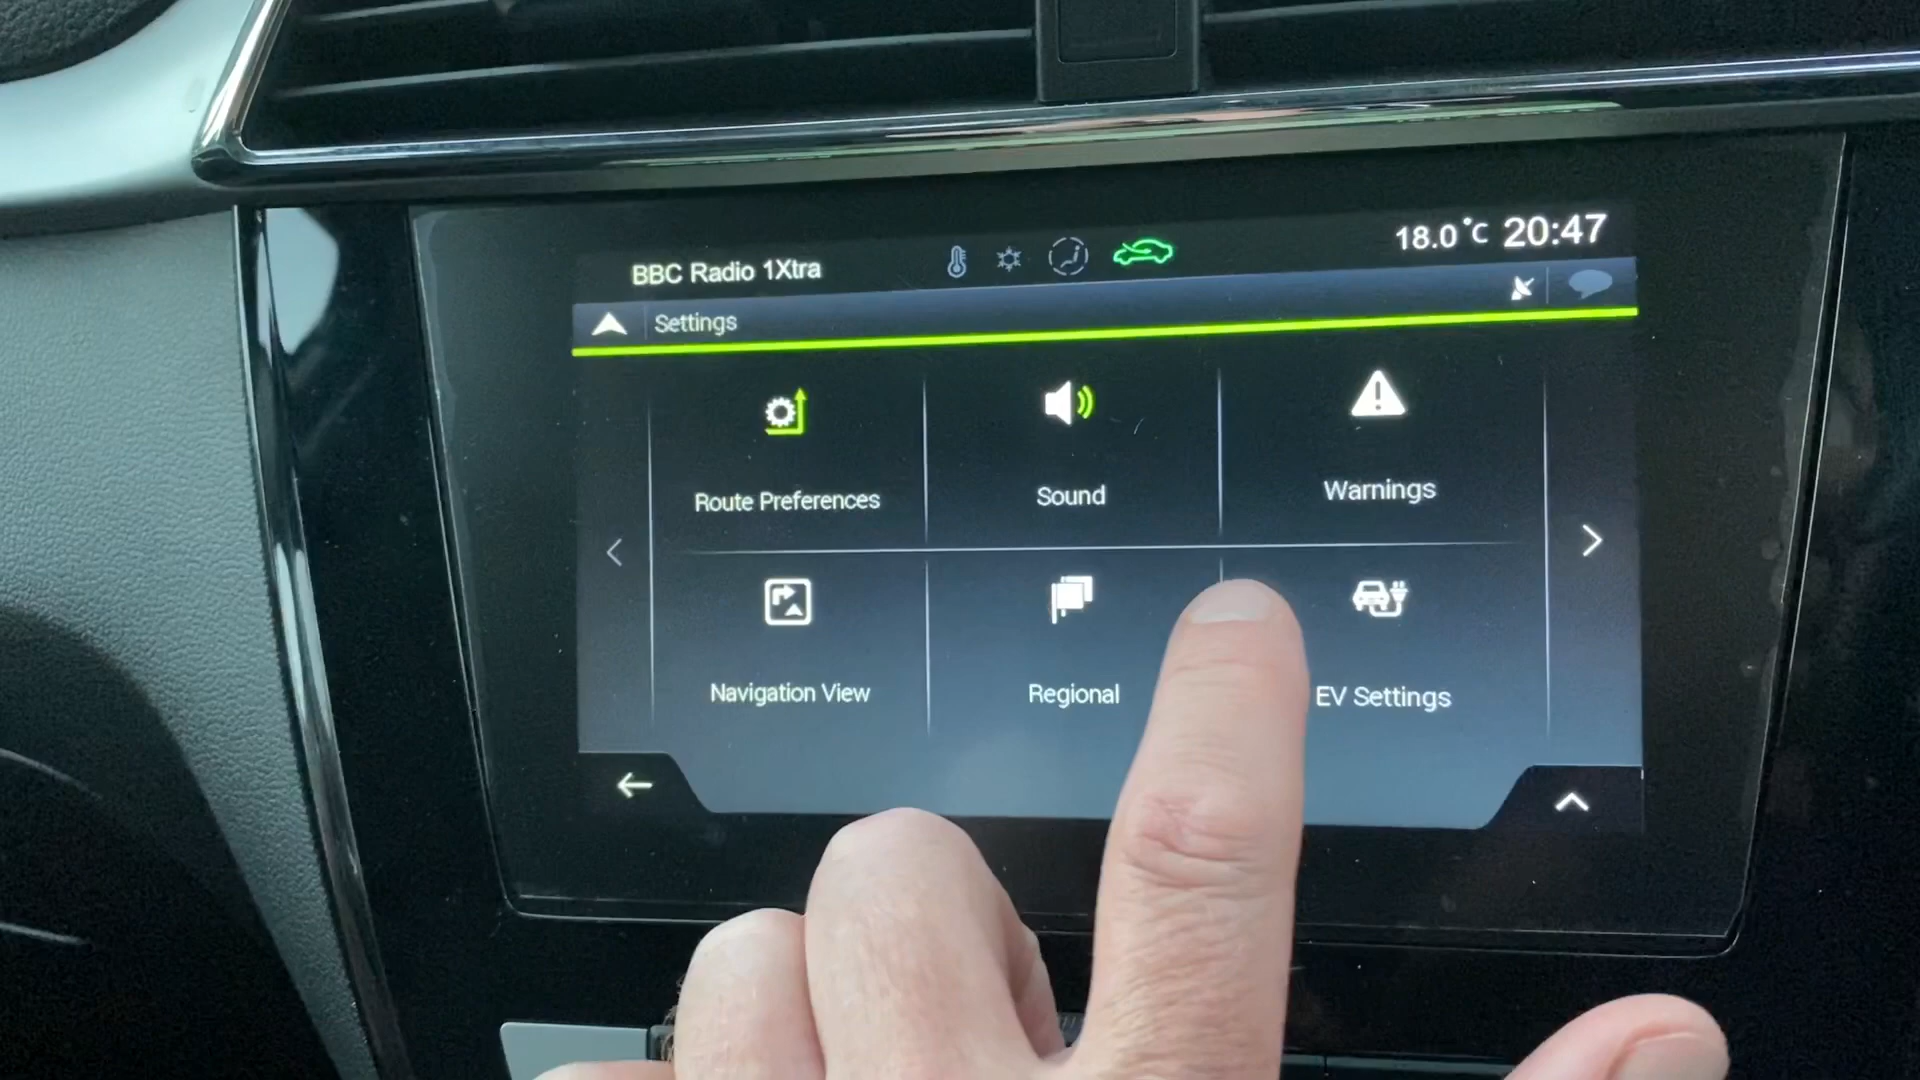 BBC Radio 1Xtra
18.0°C 20:47
Settings
Route Preferences
Sound
Warnings
Navigation View
Regional
EV Settings